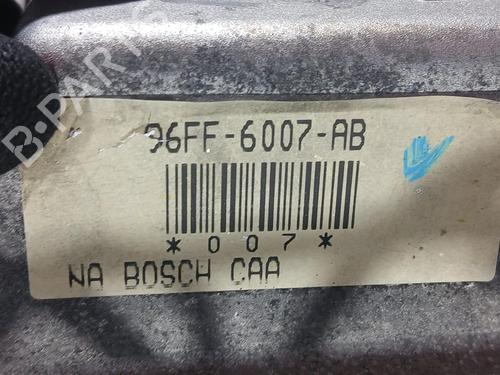 B-PARTS
96FF-6007-AB
*007*
NA BOSCH CAA